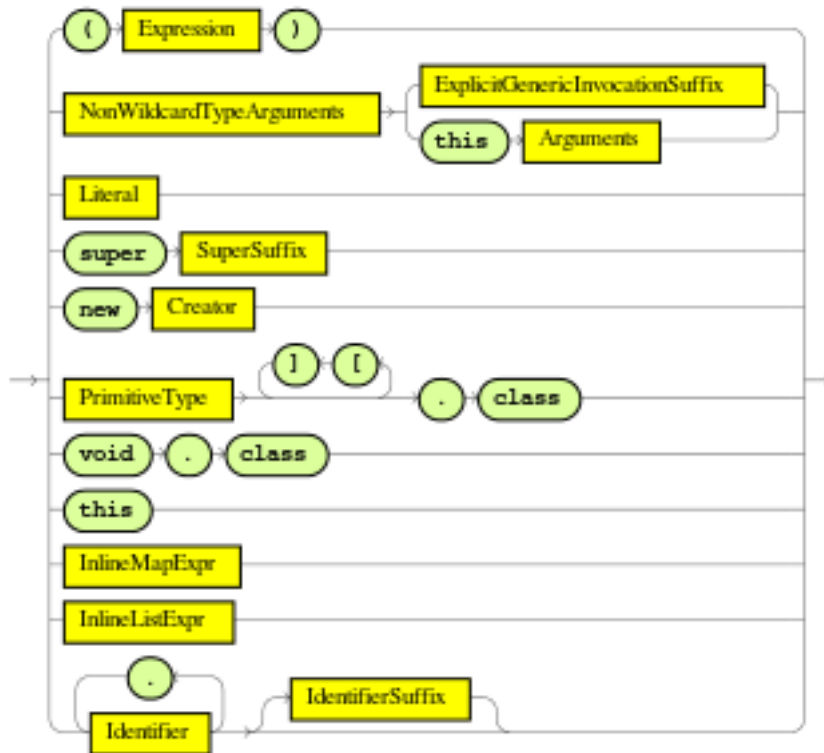 ( Expression )
ExplicitGenericInvocationSuffix
NonWildcardTypeArguments
this Arguments
Literal
super SuperSuffix
new Creator
] [
PrimitiveType . class
void . class
this
InlineMapExpr
InlineListExpr
.
IdentifierSuffix
Identifier